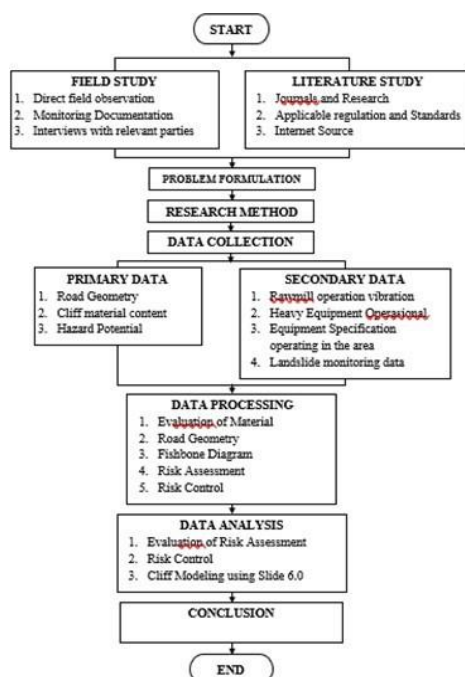 START
FIELD STUDY
1. Direct field observation
2. Monitoring Documentation
3. Interviews with relevant parties
LITERATURE STUDY
1. Journals and Research
2. Applicable regulation and Standards
3. Internet Source
PROBLEM FORMULATION
RESEARCH METHOD
DATA COLLECTION
PRIMARY DATA
1. Road Geometry
2. Cliff material content
3. Hazard Potential
SECONDARY DATA
1. Rawmill operation vibration
2. Heavy Equipment Operasional
3. Equipment Specification
operating in the area
4. Landslide monitoring data
DATA PROCESSING
1. Evaluation of Material
2. Road Geometry
3. Fishbone Diagram
4. Risk Assessment
5. Risk Control
DATA ANALYSIS
1. Evaluation of Risk Assessment
2. Risk Control
3. Cliff Modeling using Slide 6.0
CONCLUSION
END